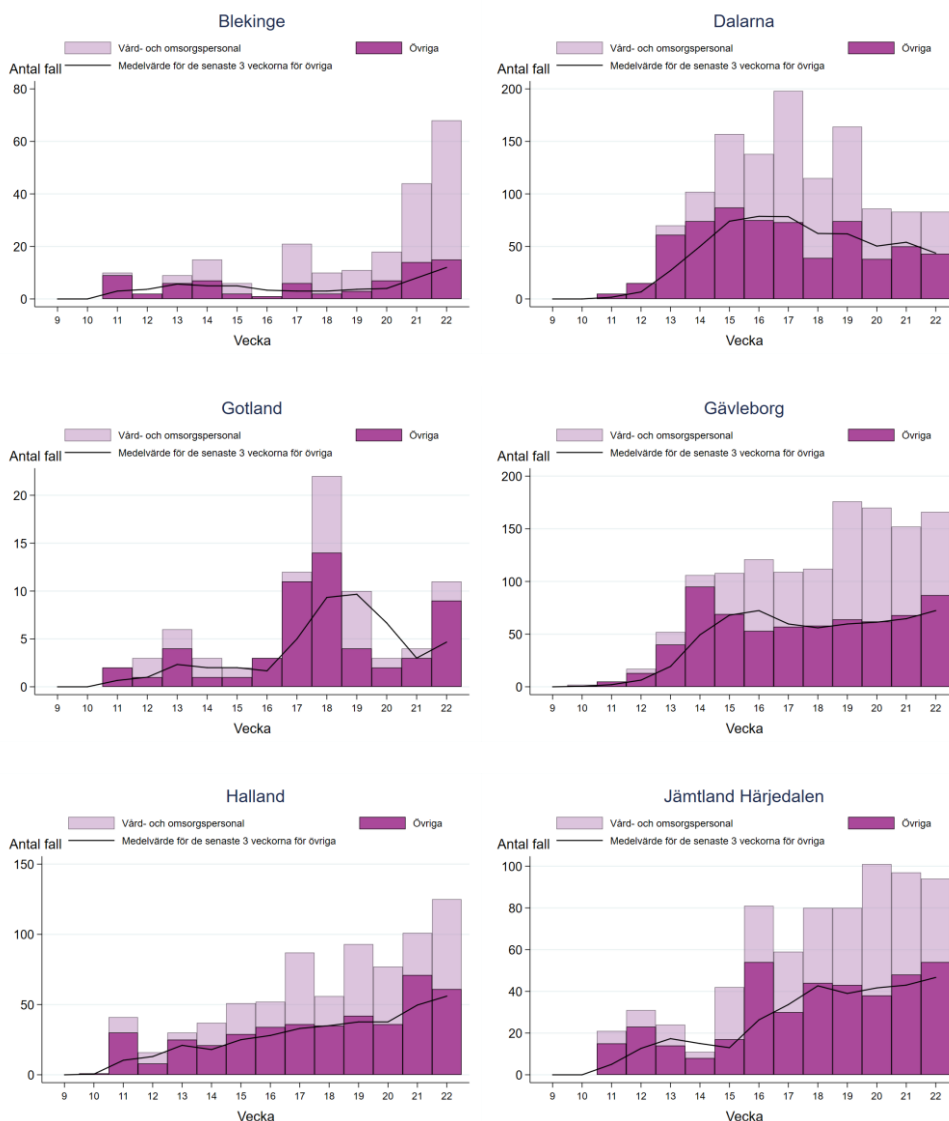 Blekinge
Vård- och omsorgspersonal Övriga
Medelvärde för de senaste 3 veckorna för övriga
Antal fall
80
60
40
20
0
9 10 11 12 13 14 15 16 17 18 19 20 21 22
Vecka
Dalarna
Vård- och omsorgspersonal Övriga
Medelvärde för de senaste 3 veckorna för övriga
Antal fall
200
150
100
50
0
9 10 11 12 13 14 15 16 17 18 19 20 21 22
Vecka
Gotland
Vård- och omsorgspersonal Övriga
Medelvärde för de senaste 3 veckorna för övriga
Antal fall
20
15
10
5
0
9 10 11 12 13 14 15 16 17 18 19 20 21 22
Vecka
Gävleborg
Vård- och omsorgspersonal Övriga
Medelvärde för de senaste 3 veckorna för övriga
Antal fall
200
150
100
50
0
9 10 11 12 13 14 15 16 17 18 19 20 21 22
Vecka
Halland
Vård- och omsorgspersonal Övriga
Medelvärde för de senaste 3 veckorna för övriga
Antal fall
150
100
50
0
9 10 11 12 13 14 15 16 17 18 19 20 21 22
Vecka
Jämtland Härjedalen
Vård- och omsorgspersonal Övriga
Medelvärde för de senaste 3 veckorna för övriga
Antal fall
100
80
60
40
20
0
9 10 11 12 13 14 15 16 17 18 19 20 21 22
Vecka